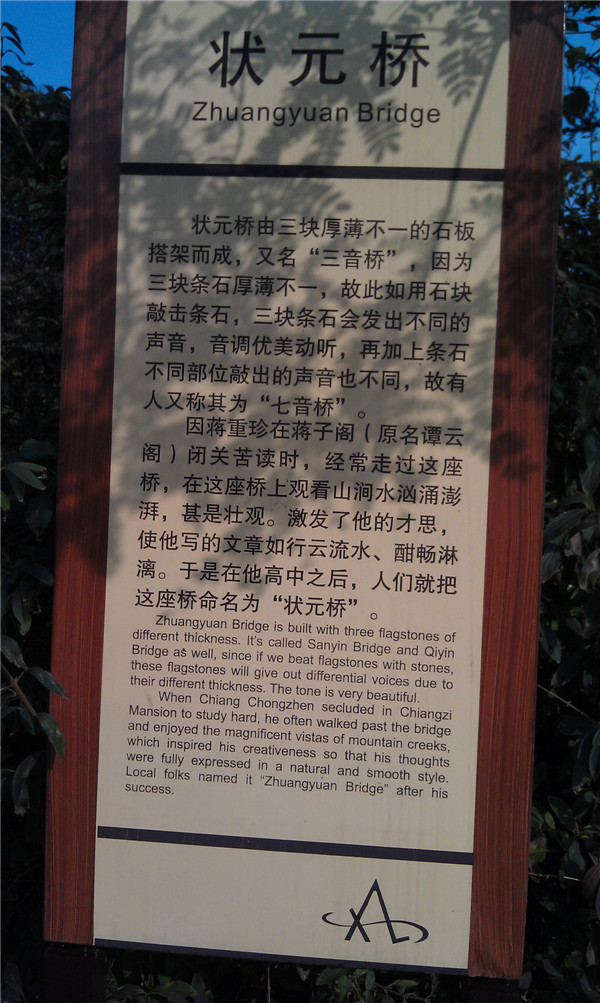 状元桥
Zhuangyuan Bridge
状元桥由三块厚薄不一的石板
搭架而成，又名“三音桥”，因为
三块条石厚薄不一，故此如用石块
敲击条石，三块条石会发出不同的
声音，音调优美动听，再加上条石
不同部位敲出的声音也不同，故有
人又称其为“七音桥”。
因蒋重珍在蒋子阁（原名谭云
阁）闭关苦读时，经常走过这座
桥，在这座桥上观看山涧水汹涌澎
湃，甚是壮观。激发了他的才思，
使他写的文章如行云流水、酣畅淋
漓。于是在他高中之后，人们就把
这座桥命名为“状元桥”。
Zhuangyuan Bridge is built with three flagstones of
different thickness. It's called Sanyin Bridge and Qiyin
Bridge as well, since if we beat flagstones with stones,
these flagstones will give out differential voices due to
their different thickness. The tone is very beautiful.
When Chiang Chongzhen secluded in Chiangzi
Mansion to study hard, he often walked past the bridge
and enjoyed the magnificent vistas of mountain creeks,
which inspired his creativeness so that his thoughts
were fully expressed in a natural and smooth style.
Local folks named it “Zhuangyuan Bridge” after his
success.